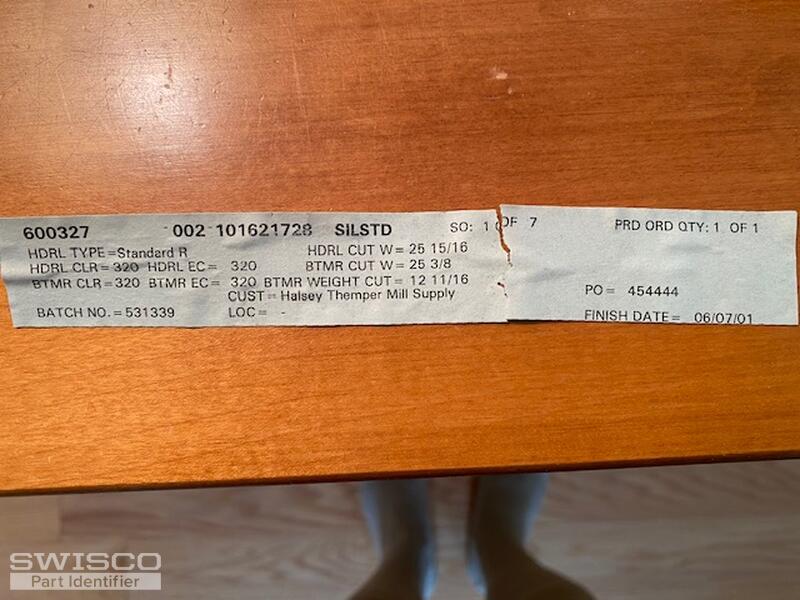 600327 002 101621728 SILSTD SO: 1 OF 7 PRD ORD QTY: 1 OF 1
HDRL TYPE=Standard R HDRL CUT W= 25 15/16
HDRL CLR=320 HDRL EC= 320 BTMR CUT W= 25 3/8
BTMR CLR=320 BTMR EC= 320 BTMR WEIGHT CUT= 12 11/16 PO= 454444
CUST= Halsey Themper Mill Supply
BATCH NO.=531339 LOC= - FINISH DATE= 06/07/01
SWISCO
Part Identifier